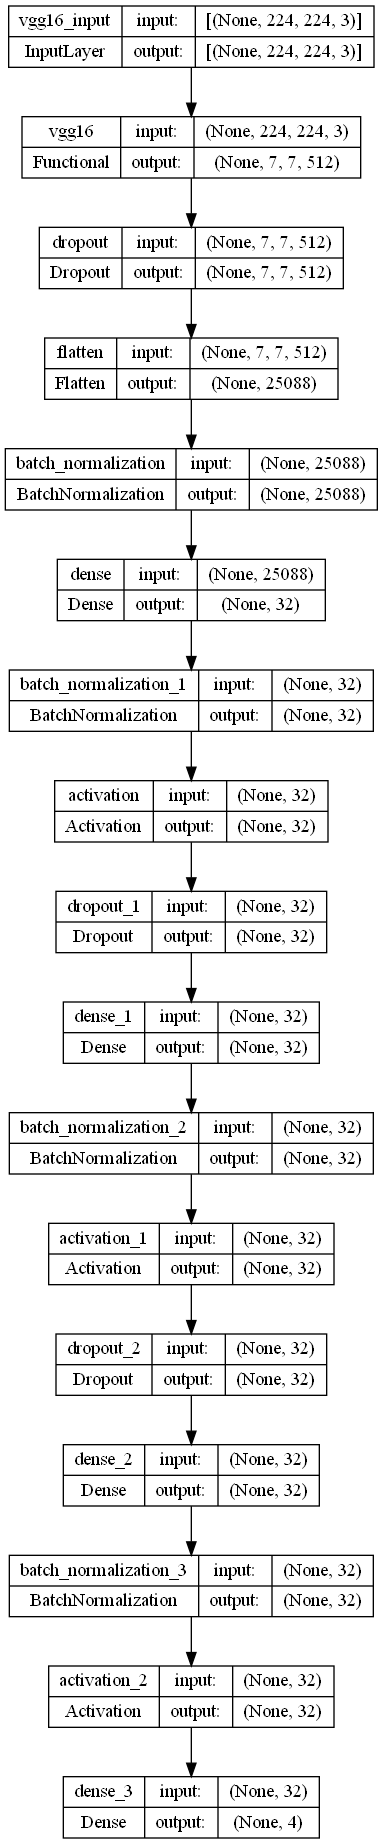 vgg16_input input: [(None, 224, 224, 3)]
InputLayer output: [(None, 224, 224, 3)]
vgg16 input: (None, 224, 224, 3)
Functional output: (None, 7, 7, 512)
dropout input: (None, 7, 7, 512)
Dropout output: (None, 7, 7, 512)
flatten input: (None, 7, 7, 512)
Flatten output: (None, 25088)
batch_normalization input: (None, 25088)
BatchNormalization output: (None, 25088)
dense input: (None, 25088)
Dense output: (None, 32)
batch_normalization_1 input: (None, 32)
BatchNormalization output: (None, 32)
activation input: (None, 32)
Activation output: (None, 32)
dropout_1 input: (None, 32)
Dropout output: (None, 32)
dense_1 input: (None, 32)
Dense output: (None, 32)
batch_normalization_2 input: (None, 32)
BatchNormalization output: (None, 32)
activation_1 input: (None, 32)
Activation output: (None, 32)
dropout_2 input: (None, 32)
Dropout output: (None, 32)
dense_2 input: (None, 32)
Dense output: (None, 32)
batch_normalization_3 input: (None, 32)
BatchNormalization output: (None, 32)
activation_2 input: (None, 32)
Activation output: (None, 32)
dense_3 input: (None, 32)
Dense output: (None, 4)